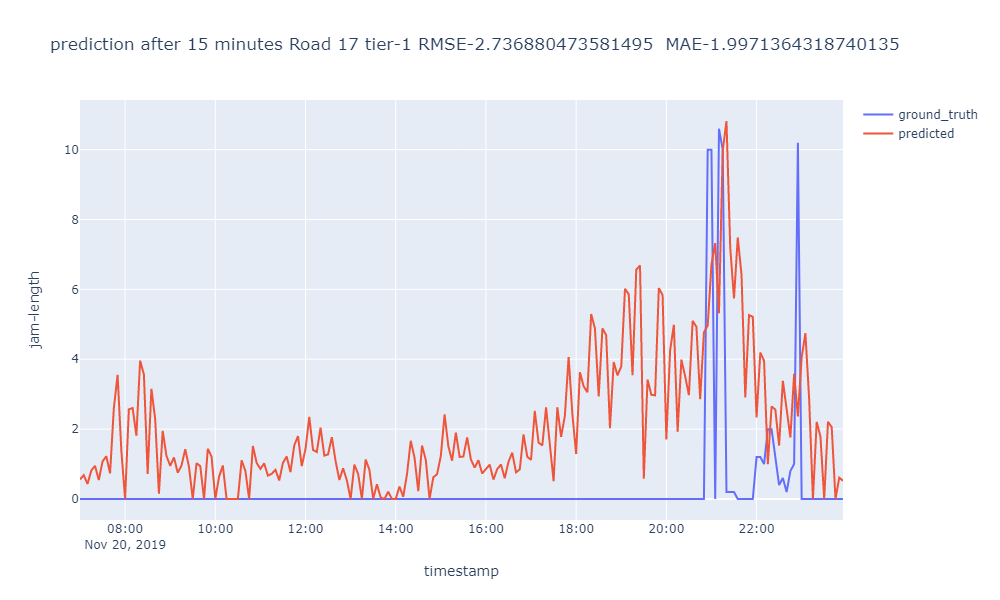 prediction after 15 minutes Road 17 tier-1 RMSE-2.736880473581495  MAE-1.9971364318740135
ground_truth
predicted
jam-length
10
8
6
4
2
0
08:00 10:00 12:00 14:00 16:00 18:00 20:00 22:00
Nov 20, 2019
timestamp